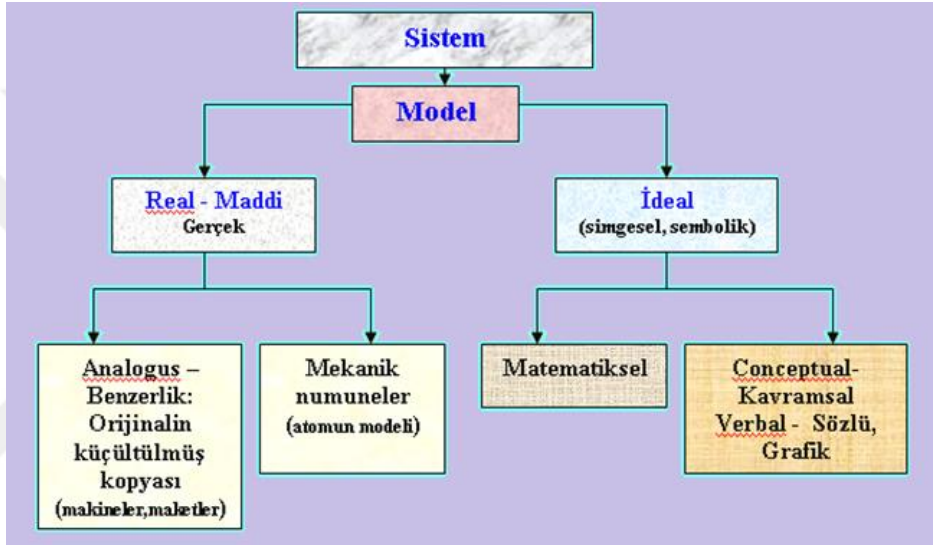 Sistem
Model
Real - Maddi
Gerçek
İdeal
(simgesel, sembolik)
Analogus –
Benzerlik:
Orijinalin
küçültülmüş
kopyası
(makineler,maketler)
Mekanik
numuneler
(atomun modeli)
Matematiksel
Conceptual-
Kavramsal
Verbal - Sözlü,
Grafik